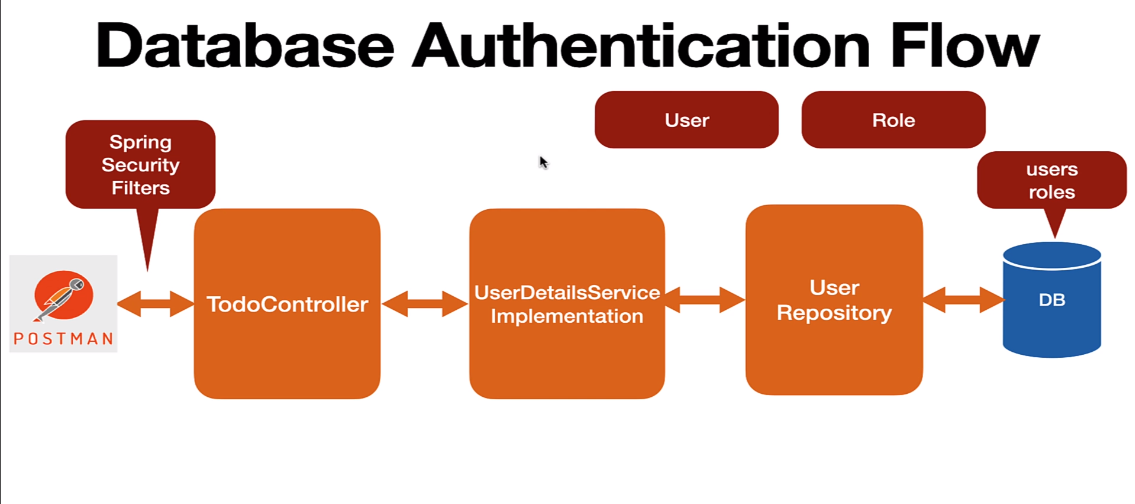 Database Authentication Flow
User
Role
Spring
Security
Filters
users
roles
POSTMAN
TodoController
UserDetailsService
Implementation
User
Repository
DB